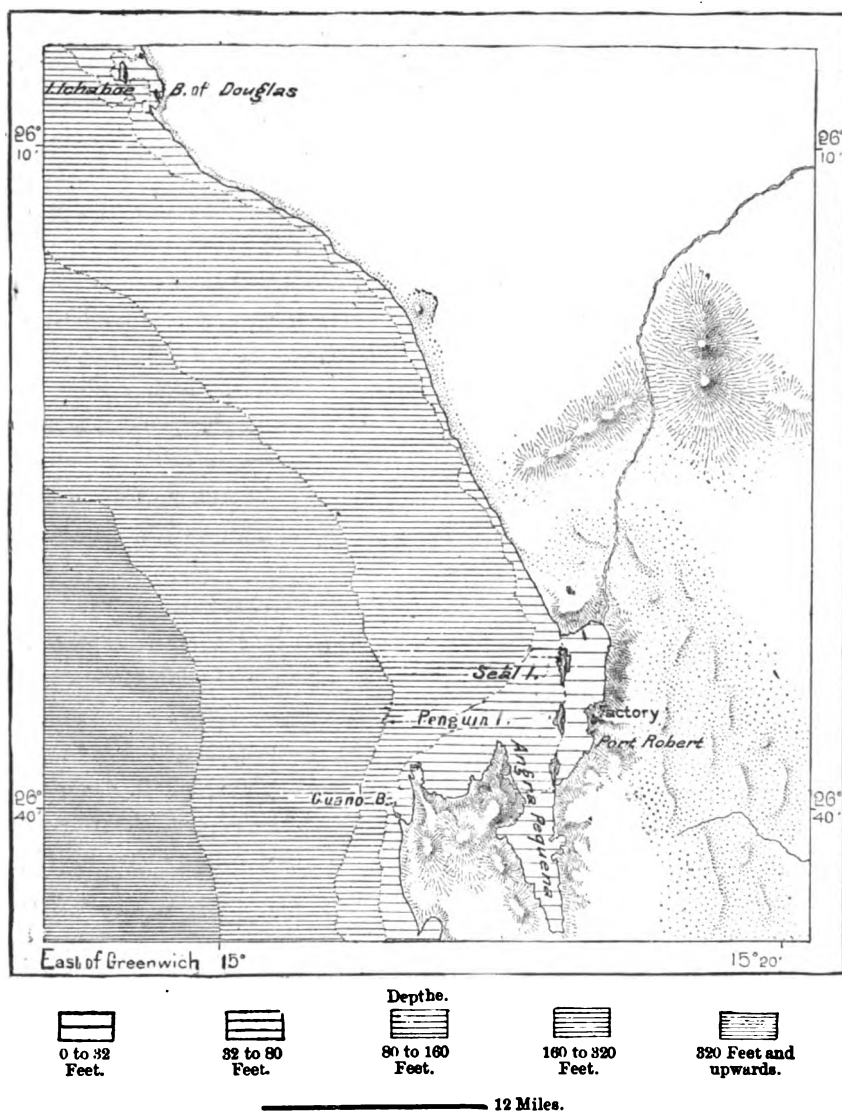 I.Ichaboe B. of Douglas
26°
10'
26°
10'
Seal I.
Penguin I.
Factory
Port Robert
Angra Pequena
Guano B.
26°
40'
26°
40'
East of Greenwich 15°
15°20'
Depthe.
0 to 32
Feet.
32 to 80
Feet.
80 to 160
Feet.
160 to 320
Feet.
320 Feet and
upwards.
12 Miles.